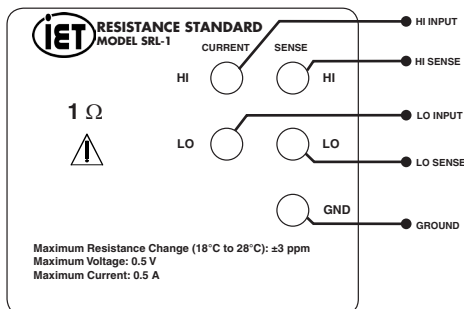 iET RESISTANCE STANDARD
MODEL SRL-1
CURRENT SENSE
HI HI
1 Ω
LO LO
GND
Maximum Resistance Change (18°C to 28°C): ±3 ppm
Maximum Voltage: 0.5 V
Maximum Current: 0.5 A
HI INPUT
HI SENSE
LO INPUT
LO SENSE
GROUND